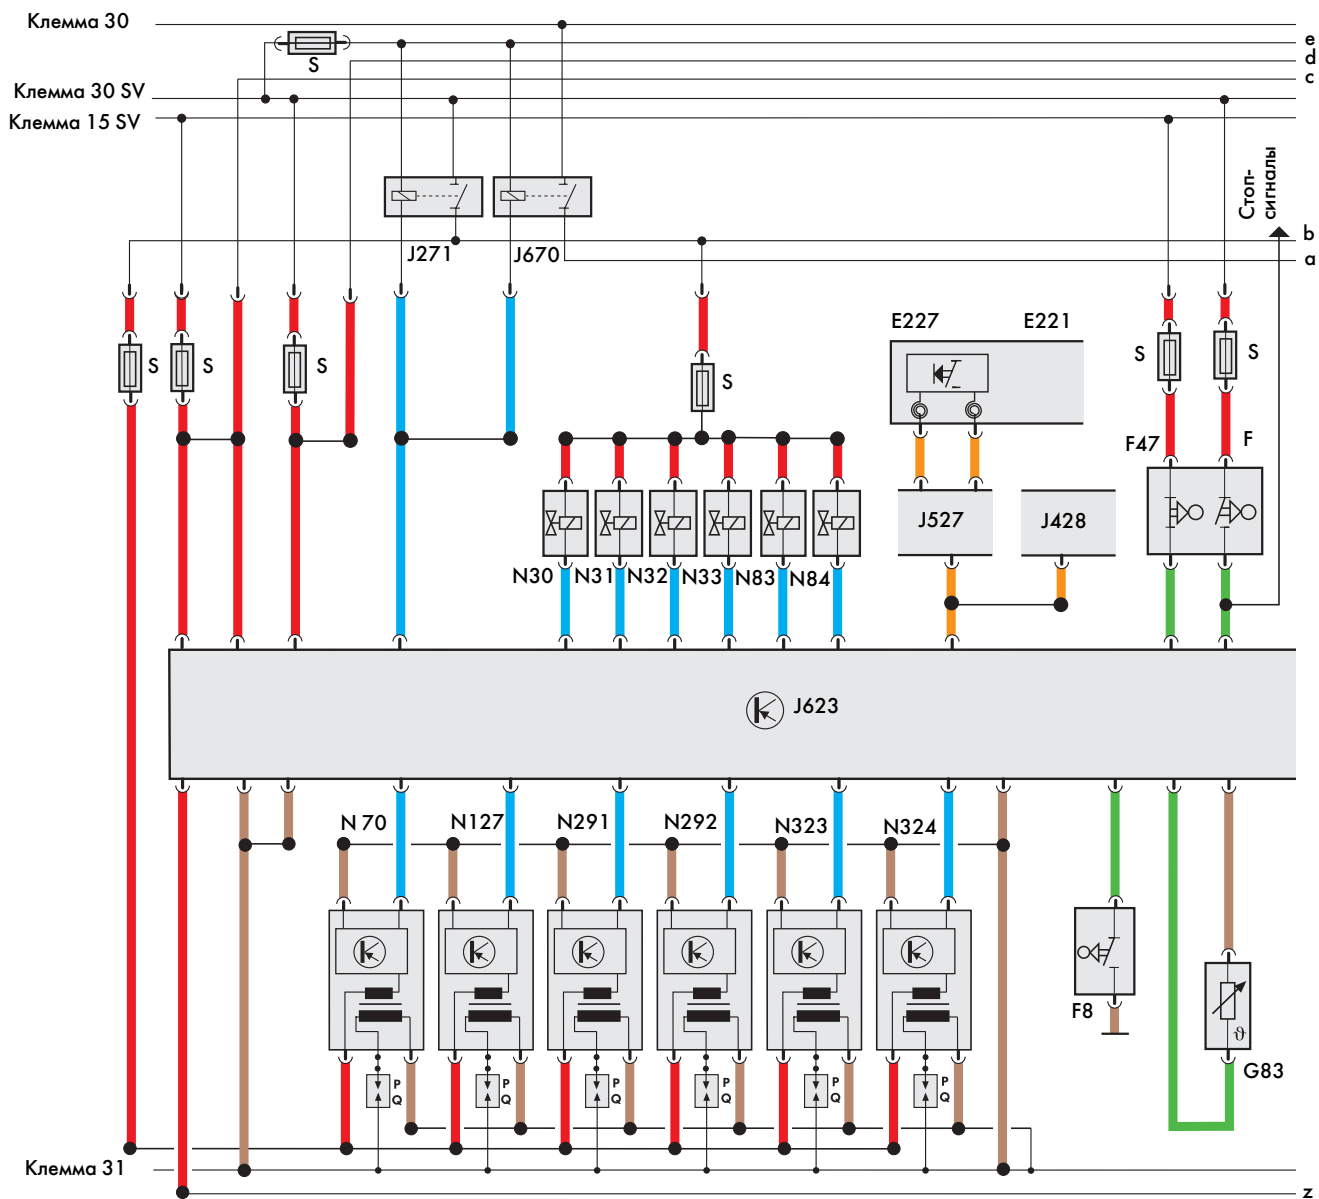 Клемма 30
e
S
d
c
Клемма 30 SV
Клемма 15 SV
Стоп-
сигналы
b
J271
J670
a
E227
E221
S
S
S
S
S
S
F47
F
J527
J428
N30
N31
N32
N33
N83
N84
J623
N 70
N127
N291
N292
N323
N324
F8
ϑ
G83
P
Q
P
Q
P
Q
P
Q
P
Q
P
Q
Клемма 31
z